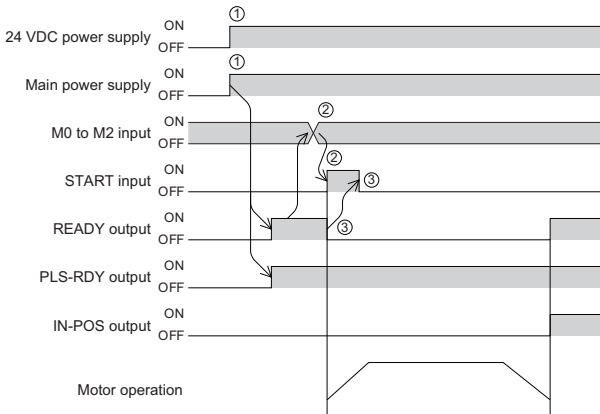 ①
24 VDC power supply ON
OFF
①
Main power supply ON
OFF
②
M0 to M2 input ON
OFF
②
START input ON
OFF
③
READY output ON
OFF
③
PLS-RDY output ON
OFF
IN-POS output ON
OFF
Motor operation